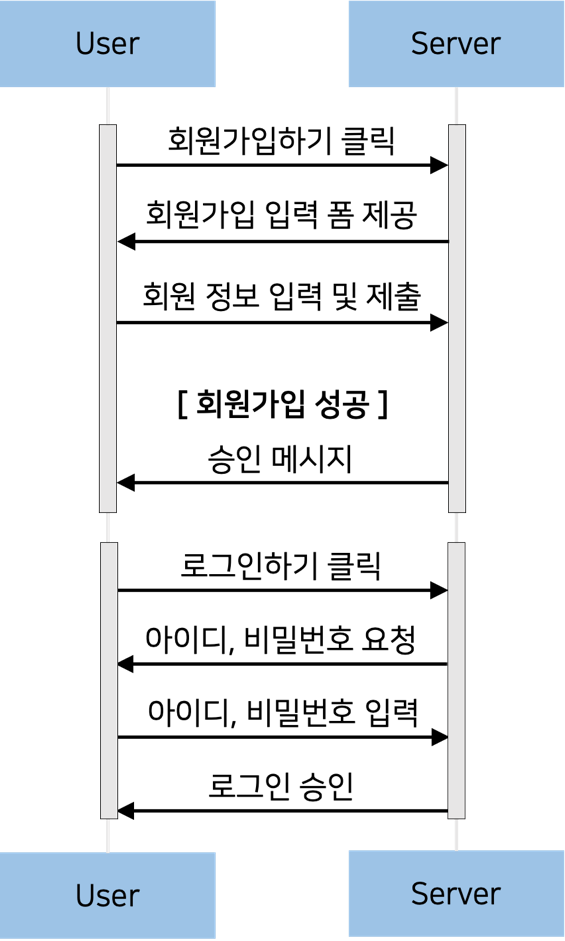 User
Server
회원가입하기 클릭
회원가입 입력 폼 제공
회원 정보 입력 및 제출
[ 회원가입 성공 ]
승인 메시지
로그인하기 클릭
아이디, 비밀번호 요청
아이디, 비밀번호 입력
로그인 승인
User
Server